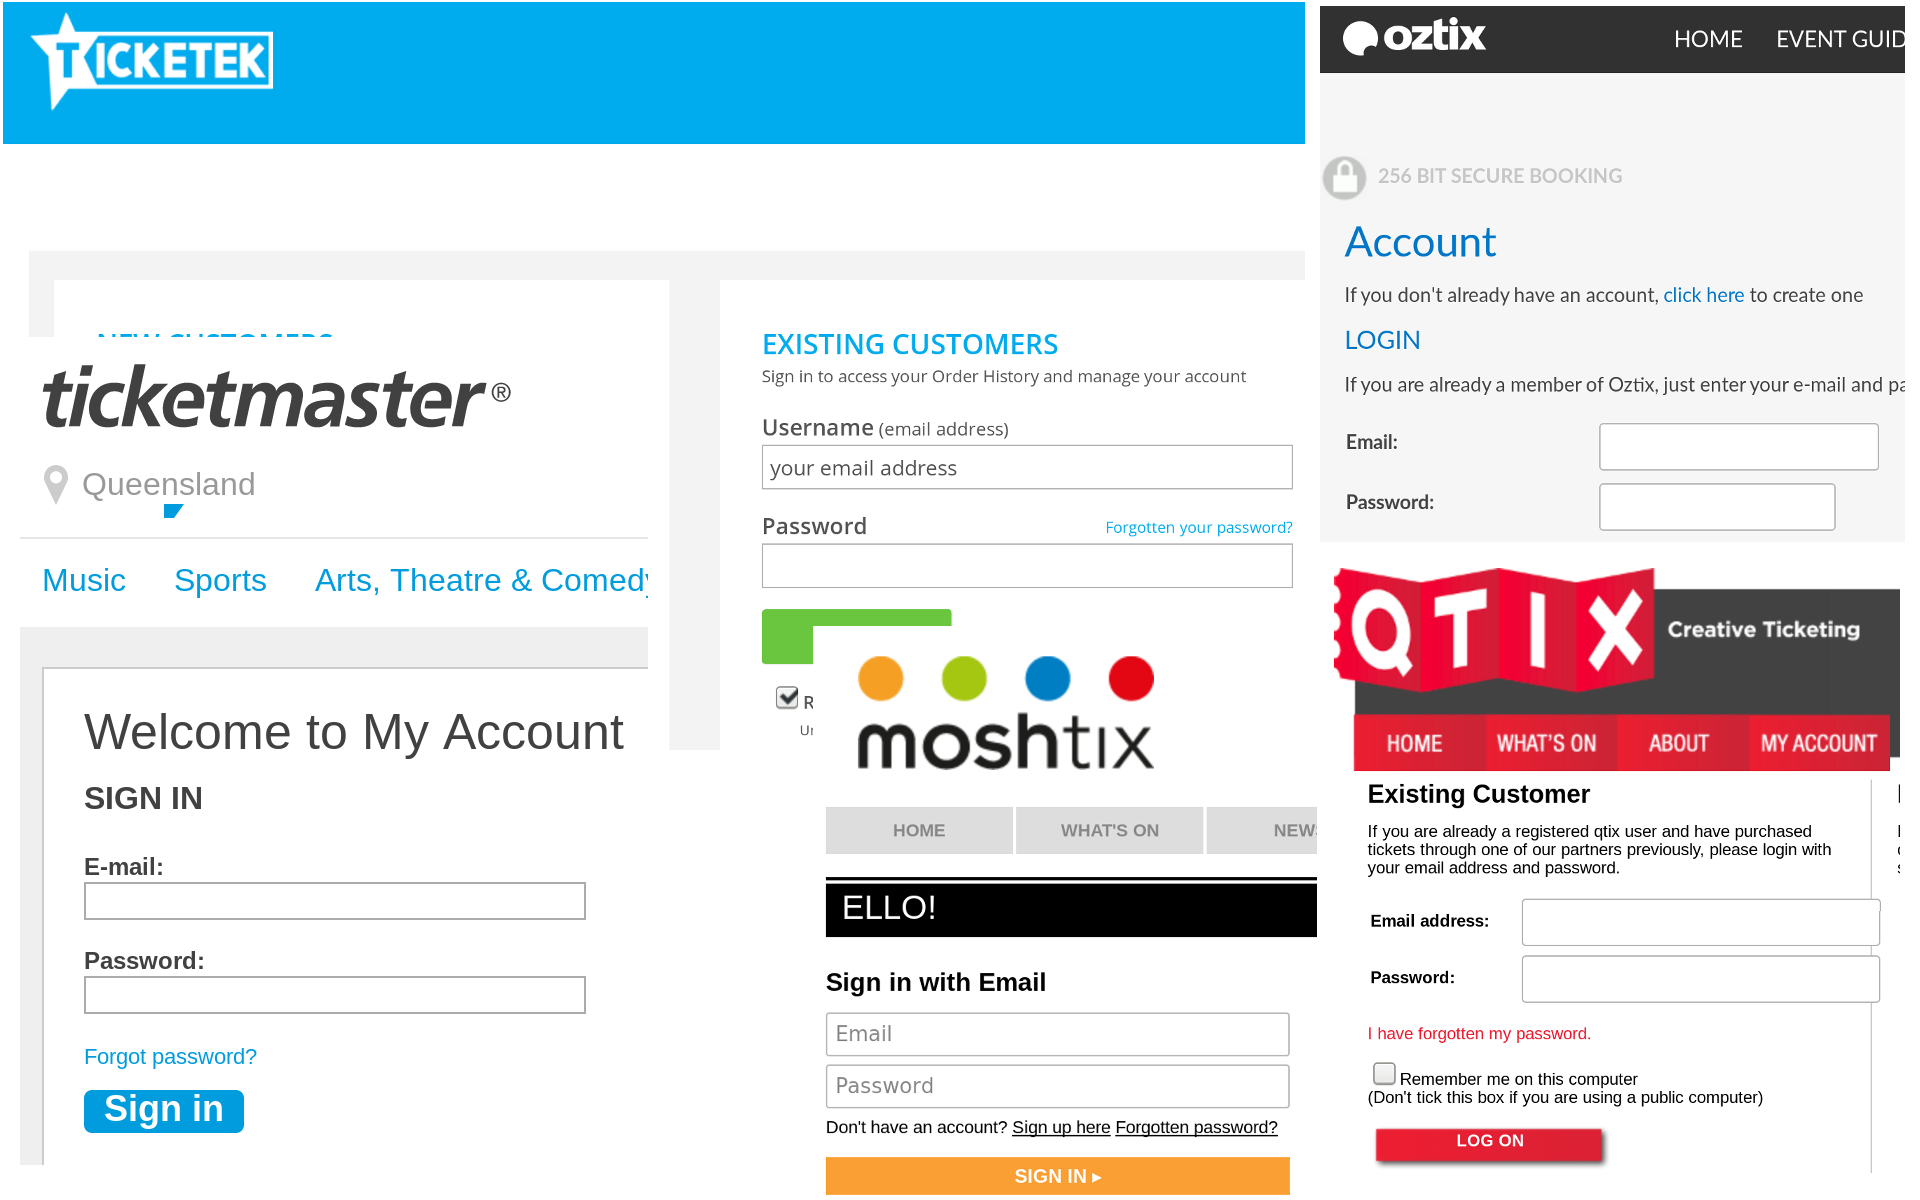 TICKETEK
NEW CUSTOMERS
EXISTING CUSTOMERS
Sign in to access your Order History and manage your account
Username (email address)
your email address
Password
Forgotten your password?
ticketmaster®
Queensland
Music Sports Arts, Theatre & Comedy
Welcome to My Account
SIGN IN
E-mail:
Password:
Forgot password?
Sign in
moshtix
HOME WHAT'S ON NEWS
ELLO!
Sign in with Email
Email
Password
Don't have an account? Sign up here Forgotten password?
SIGN IN ▸
oztix
HOME EVENT GUID
256 BIT SECURE BOOKING
Account
If you don't already have an account, click here to create one
LOGIN
If you are already a member of Oztix, just enter your e-mail and pa
Email:
Password:
QTIX
Creative Ticketing
HOME WHAT'S ON ABOUT MY ACCOUNT
Existing Customer
If you are already a registered qtix user and have purchased
tickets through one of our partners previously, please login with
your email address and password.
Email address:
Password:
I have forgotten my password.
Remember me on this computer
(Don't tick this box if you are using a public computer)
LOG ON